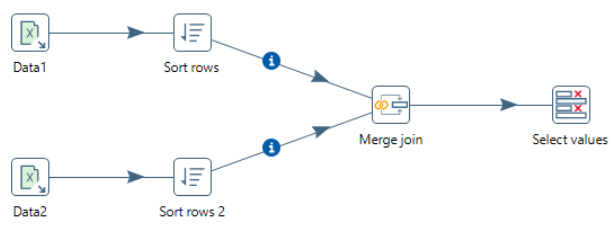 Data1
Sort rows
Merge join
Select values
Data2
Sort rows 2